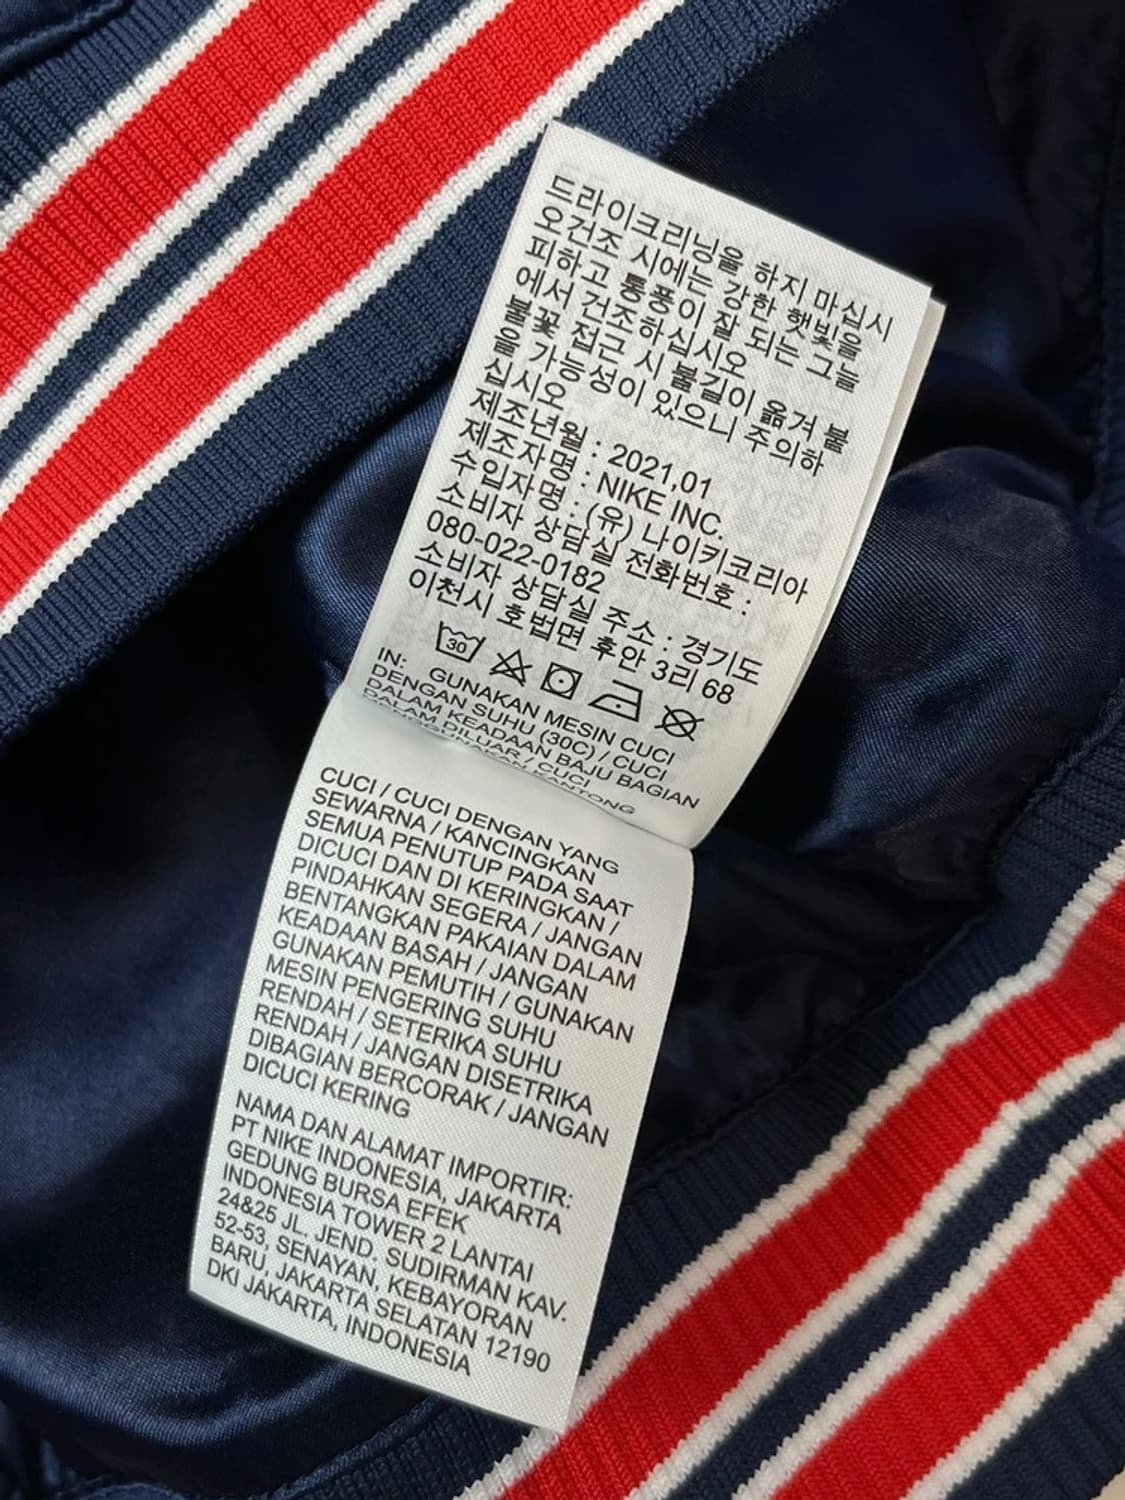 드라이크리닝을 하지 마십시
오건조 시에는 강한 햇빛을
피하고 통풍이 잘 되는 그늘
에서 건조하십시오
불꽃 접근 시 불길이 옮겨 붙
을 가능성이 있으니 주의하
십시오
제조년월 : 2021,01
제조자명 : NIKE INC.
수입자명 : (유) 나이키코리아
소비자 상담실 전화번호 :
080-022-0182
소비자 상담실 주소 : 경기도
이천시 호법면 후안 3리 68
30
IN: GUNAKAN MESIN CUCI
DENGAN SUHU (30C) / CUCI
DALAM KEADAAN BAJU BAGIAN
DALAM DILUAR / CUCI
KANTONG
CUCI / CUCI DENGAN YANG
SEWARNA / KANCINGKAN
SEMUA PENUTUP PADA SAAT
DICUCI DAN DI KERINGKAN /
PINDAHKAN SEGERA / JANGAN
BENTANGKAN PAKAIAN DALAM
KEADAAN BASAH / JANGAN
GUNAKAN PEMUTIH / GUNAKAN
MESIN PENGERING SUHU
RENDAH / SETERIKA SUHU
RENDAH / JANGAN DISETRIKA
DIBAGIAN BERCORAK / JANGAN
DICUCI KERING
NAMA DAN ALAMAT IMPORTIR:
PT NIKE INDONESIA, JAKARTA
GEDUNG BURSA EFEK
INDONESIA TOWER 2 LANTAI
24&25 JL. JEND. SUDIRMAN KAV.
52-53, SENAYAN, KEBAYORAN
BARU, JAKARTA SELATAN 12190
DKI JAKARTA, INDONESIA